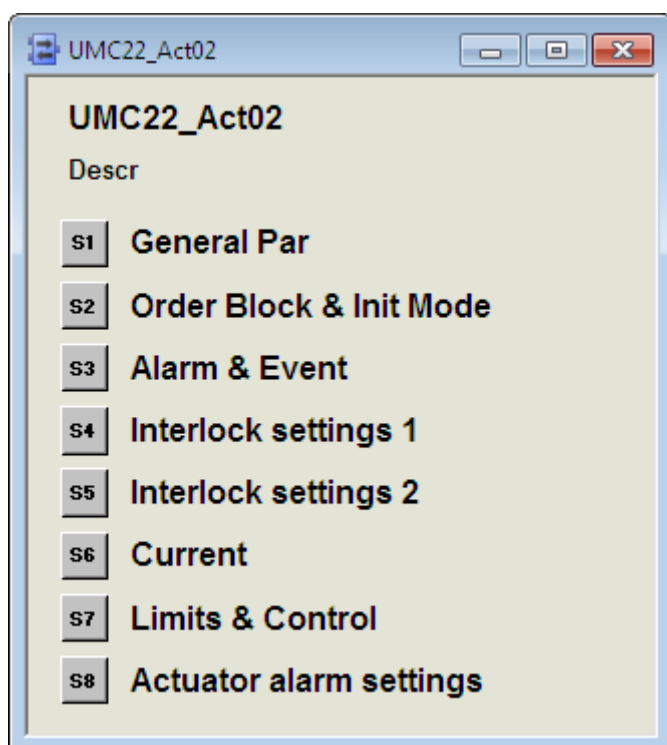 UMC22_Act02
UMC22_Act02
Descr
S1 General Par
S2 Order Block & Init Mode
S3 Alarm & Event
S4 Interlock settings 1
S5 Interlock settings 2
S6 Current
S7 Limits & Control
S8 Actuator alarm settings